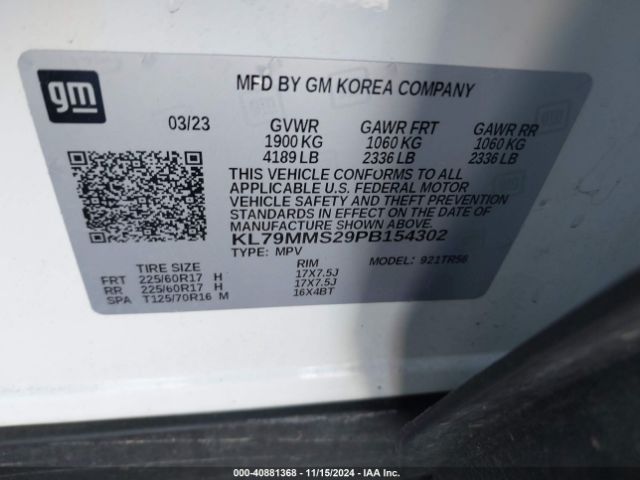 gm
MFD BY GM KOREA COMPANY
03/23 GVWR GAWR FRT GAWR RR
1900 KG 1060 KG 1060 KG
4189 LB 2336 LB 2336 LB
THIS VEHICLE CONFORMS TO ALL
APPLICABLE U.S. FEDERAL MOTOR
VEHICLE SAFETY AND THEFT PREVENTION
STANDARDS IN EFFECT ON THE DATE OF
MANUFACTURE SHOWN ABOVE.
KL79MMS29PB154302
TYPE: MPV MODEL: 921TR56
TIRE SIZE RIM
FRT 225/60R17 H 17X7.5J
RR 225/60R17 H 17X7.5J
SPA T125/70R16 M 16X4BT
000-40881368 - 11/15/2024 - IAA Inc.